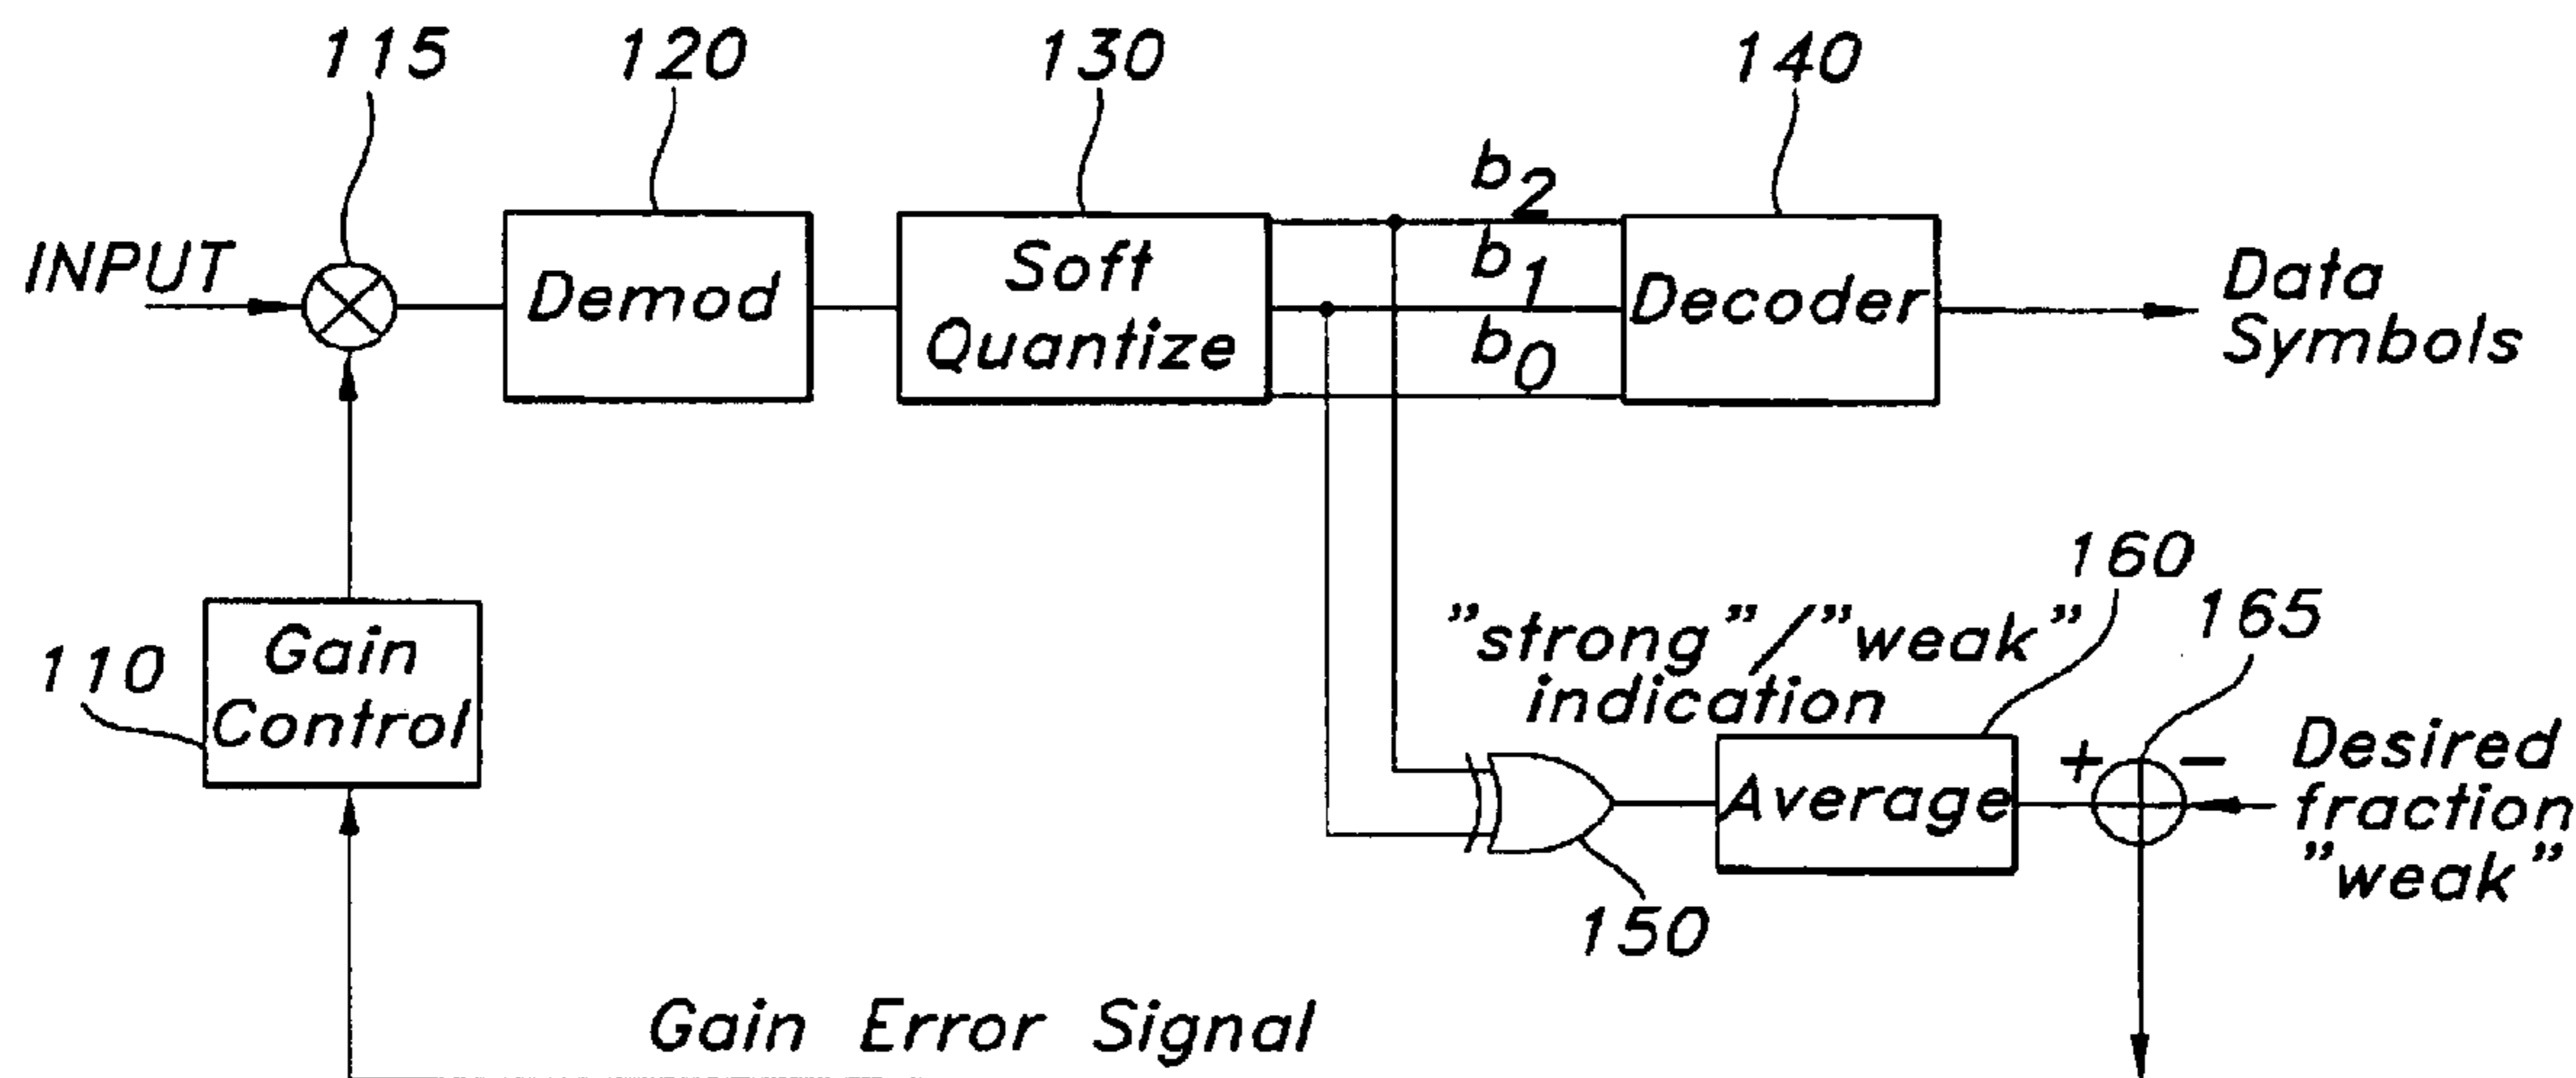 115
120
130
140
INPUT
Demod
Soft
Quantize
b2
b1
b0
Decoder
Data
Symbols
110
Gain
Control
"strong"/"weak"
indication
160
165
Average
+
−
Desired
fraction
"weak"
150
Gain Error Signal